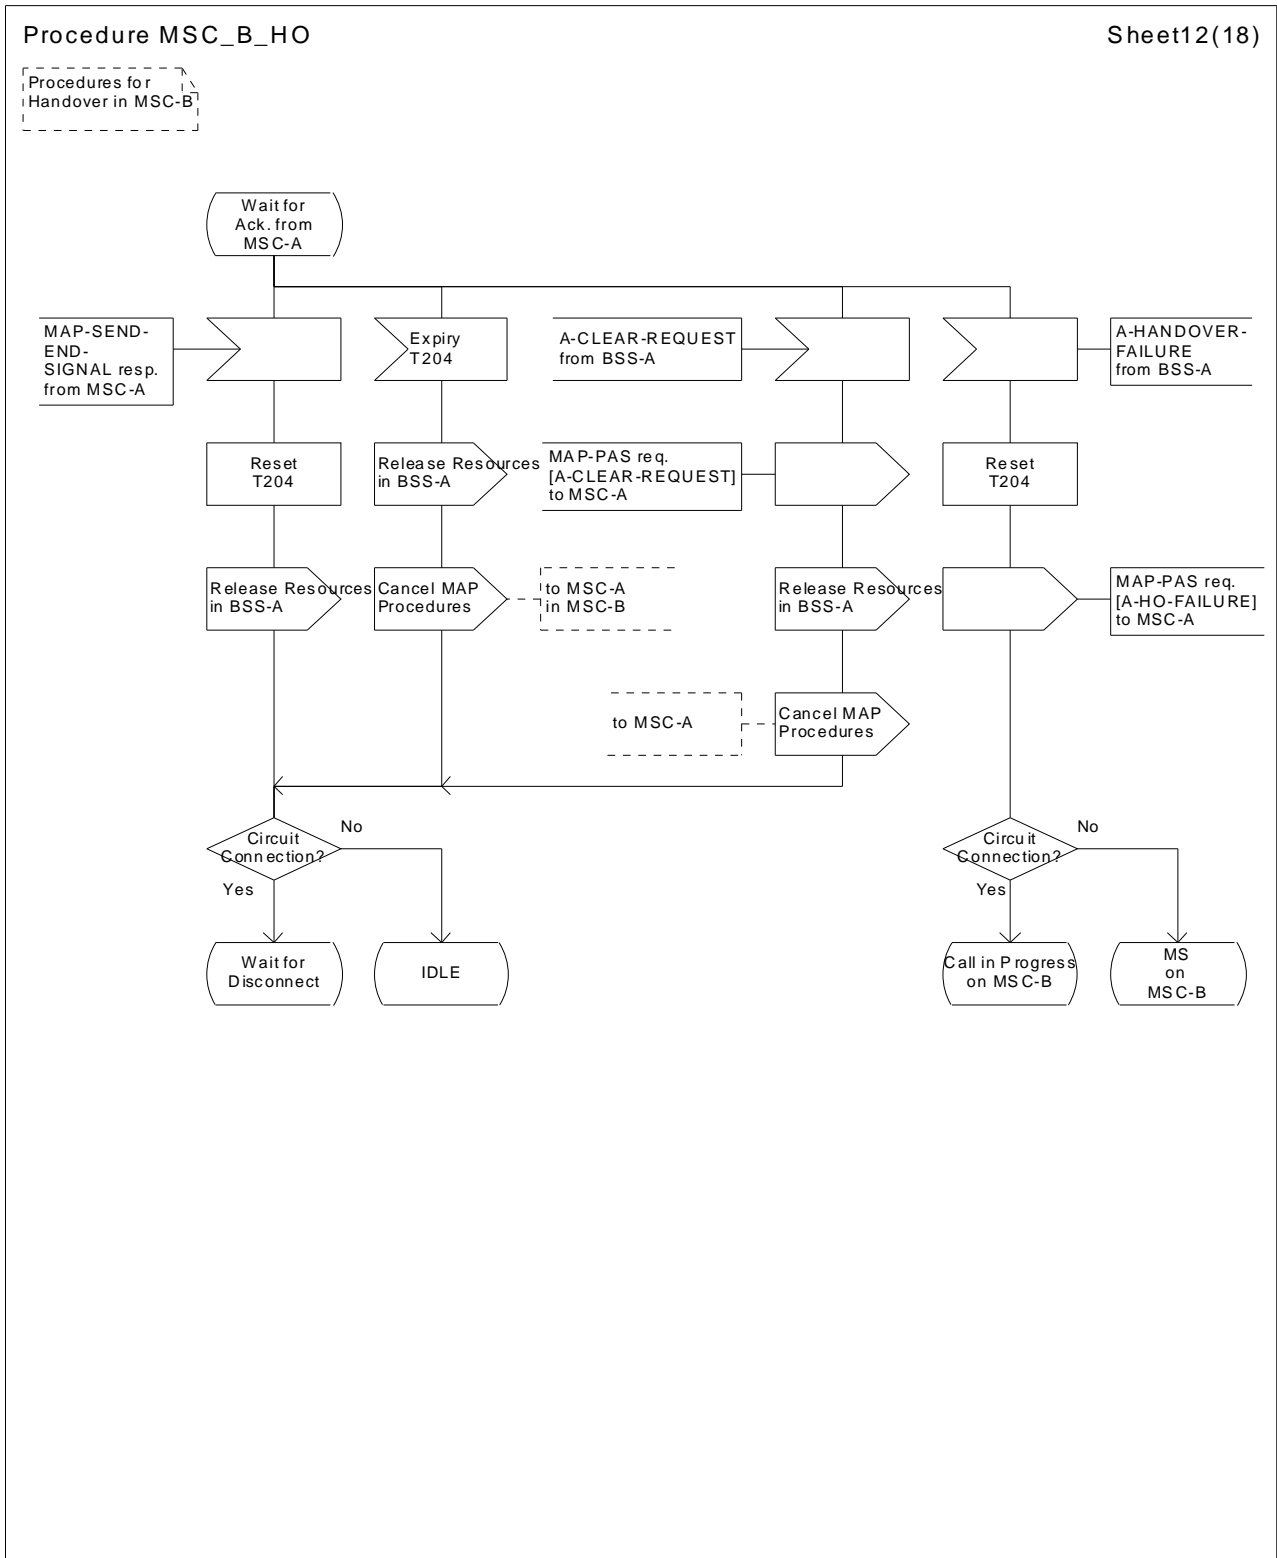 Procedure MSC_B_HO
Sheet12(18)
Procedures for
Handover in MSC-B
Wait for
Ack. from
MSC-A
MAP-SEND-
END-
SIGNAL resp.
from MSC-A
Expiry
T204
A-CLEAR-REQUEST
from BSS-A
A-HANDOVER-
FAILURE
from BSS-A
Reset
T204
Release Resources
in BSS-A
MAP-PAS req.
[A-CLEAR-REQUEST]
to MSC-A
Reset
T204
Release Resources
in BSS-A
Cancel MAP
Procedures
to MSC-A
in MSC-B
Release Resources
in BSS-A
MAP-PAS req.
[A-HO-FAILURE]
to MSC-A
to MSC-A
Cancel MAP
Procedures
Circuit
Connection?
No
Yes
Circuit
Connection?
No
Yes
Wait for
Disconnect
IDLE
Call in Progress
on MSC-B
MS
on
MSC-B